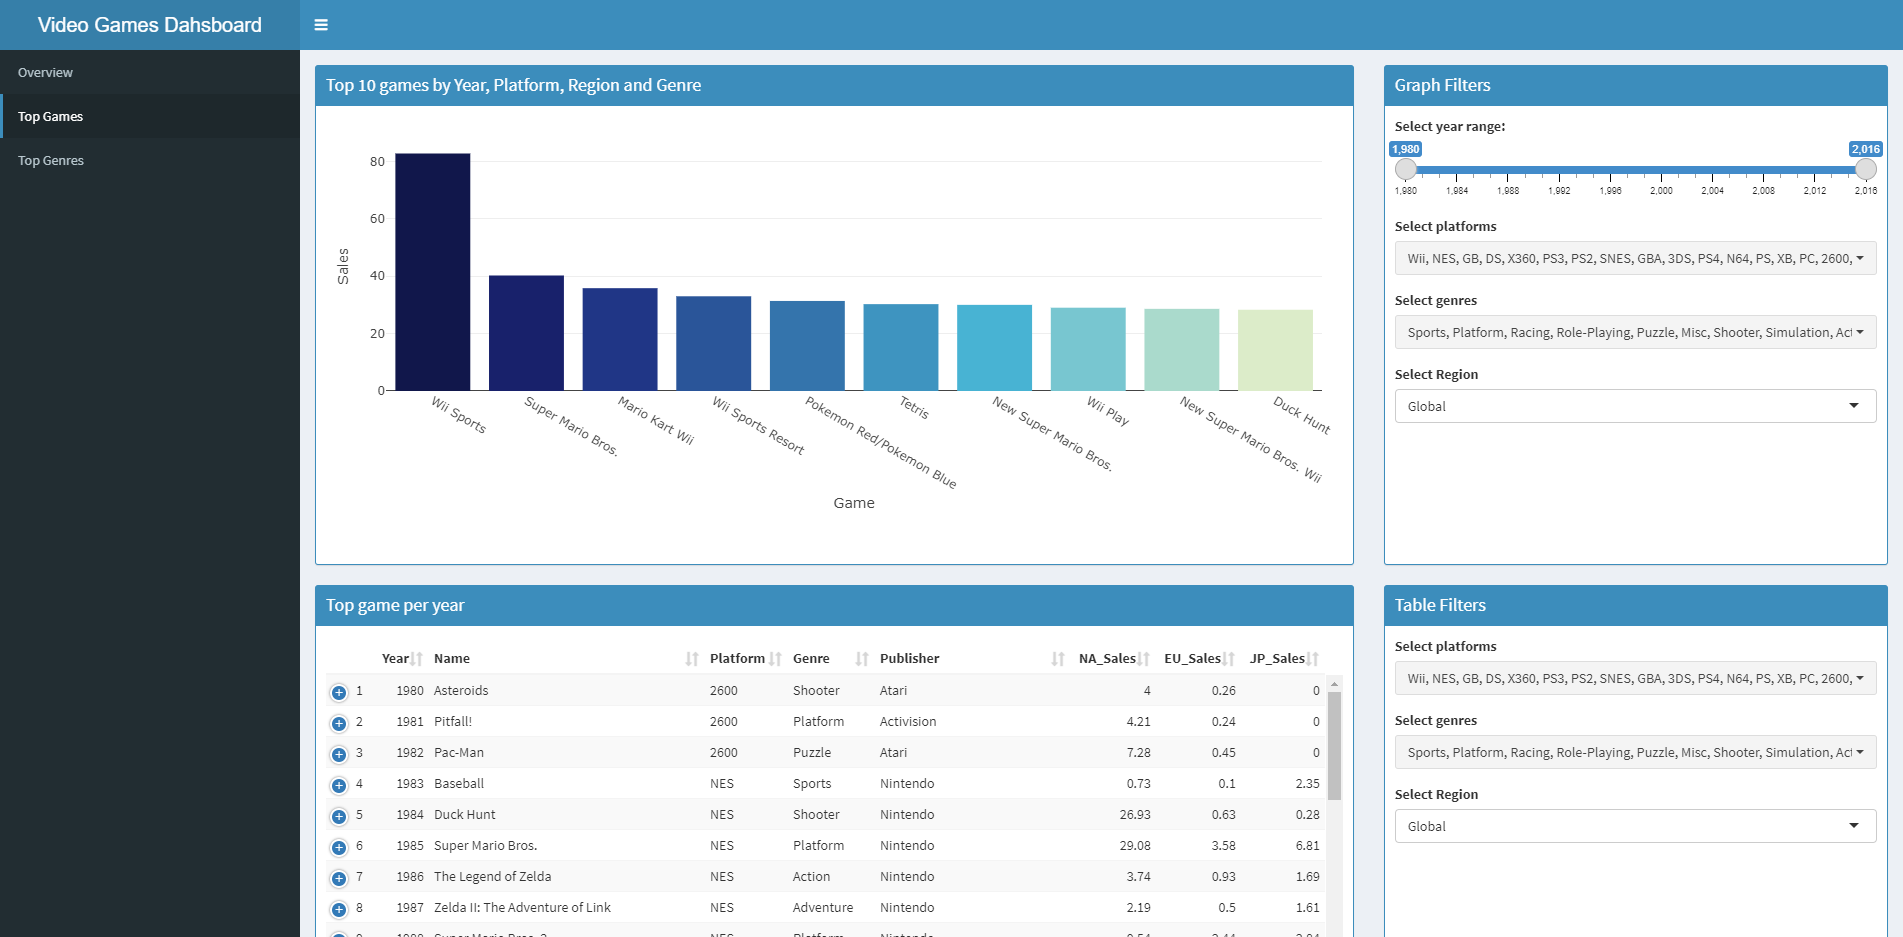 Video Games Dahsboard
Overview
Top Games
Top Genres
Top 10 games by Year, Platform, Region and Genre
80
60
40
20
0
Sales
Wii Sports
Super Mario Bros.
Mario Kart Wii
Wii Sports Resort
Pokemon Red/Pokemon Blue
Tetris
New Super Mario Bros.
Wii Play
New Super Mario Bros. Wii
Duck Hunt
Game
Graph Filters
Select year range:
1,980 2,016
1,980 1,984 1,988 1,992 1,996 2,000 2,004 2,008 2,012 2,016
Select platforms
Wii, NES, GB, DS, X360, PS3, PS2, SNES, GBA, 3DS, PS4, N64, PS, XB, PC, 2600,
Select genres
Sports, Platform, Racing, Role-Playing, Puzzle, Misc, Shooter, Simulation, Act
Select Region
Global
Top game per year
Year Name Platform Genre Publisher NA_Sales EU_Sales JP_Sales
1 1980 Asteroids 2600 Shooter Atari 4 0.26 0
2 1981 Pitfall! 2600 Platform Activision 4.21 0.24 0
3 1982 Pac-Man 2600 Puzzle Atari 7.28 0.45 0
4 1983 Baseball NES Sports Nintendo 0.73 0.1 2.35
5 1984 Duck Hunt NES Shooter Nintendo 26.93 0.63 0.28
6 1985 Super Mario Bros. NES Platform Nintendo 29.08 3.58 6.81
7 1986 The Legend of Zelda NES Action Nintendo 3.74 0.93 1.69
8 1987 Zelda II: The Adventure of Link NES Adventure Nintendo 2.19 0.5 1.61
Table Filters
Select platforms
Wii, NES, GB, DS, X360, PS3, PS2, SNES, GBA, 3DS, PS4, N64, PS, XB, PC, 2600,
Select genres
Sports, Platform, Racing, Role-Playing, Puzzle, Misc, Shooter, Simulation, Act
Select Region
Global